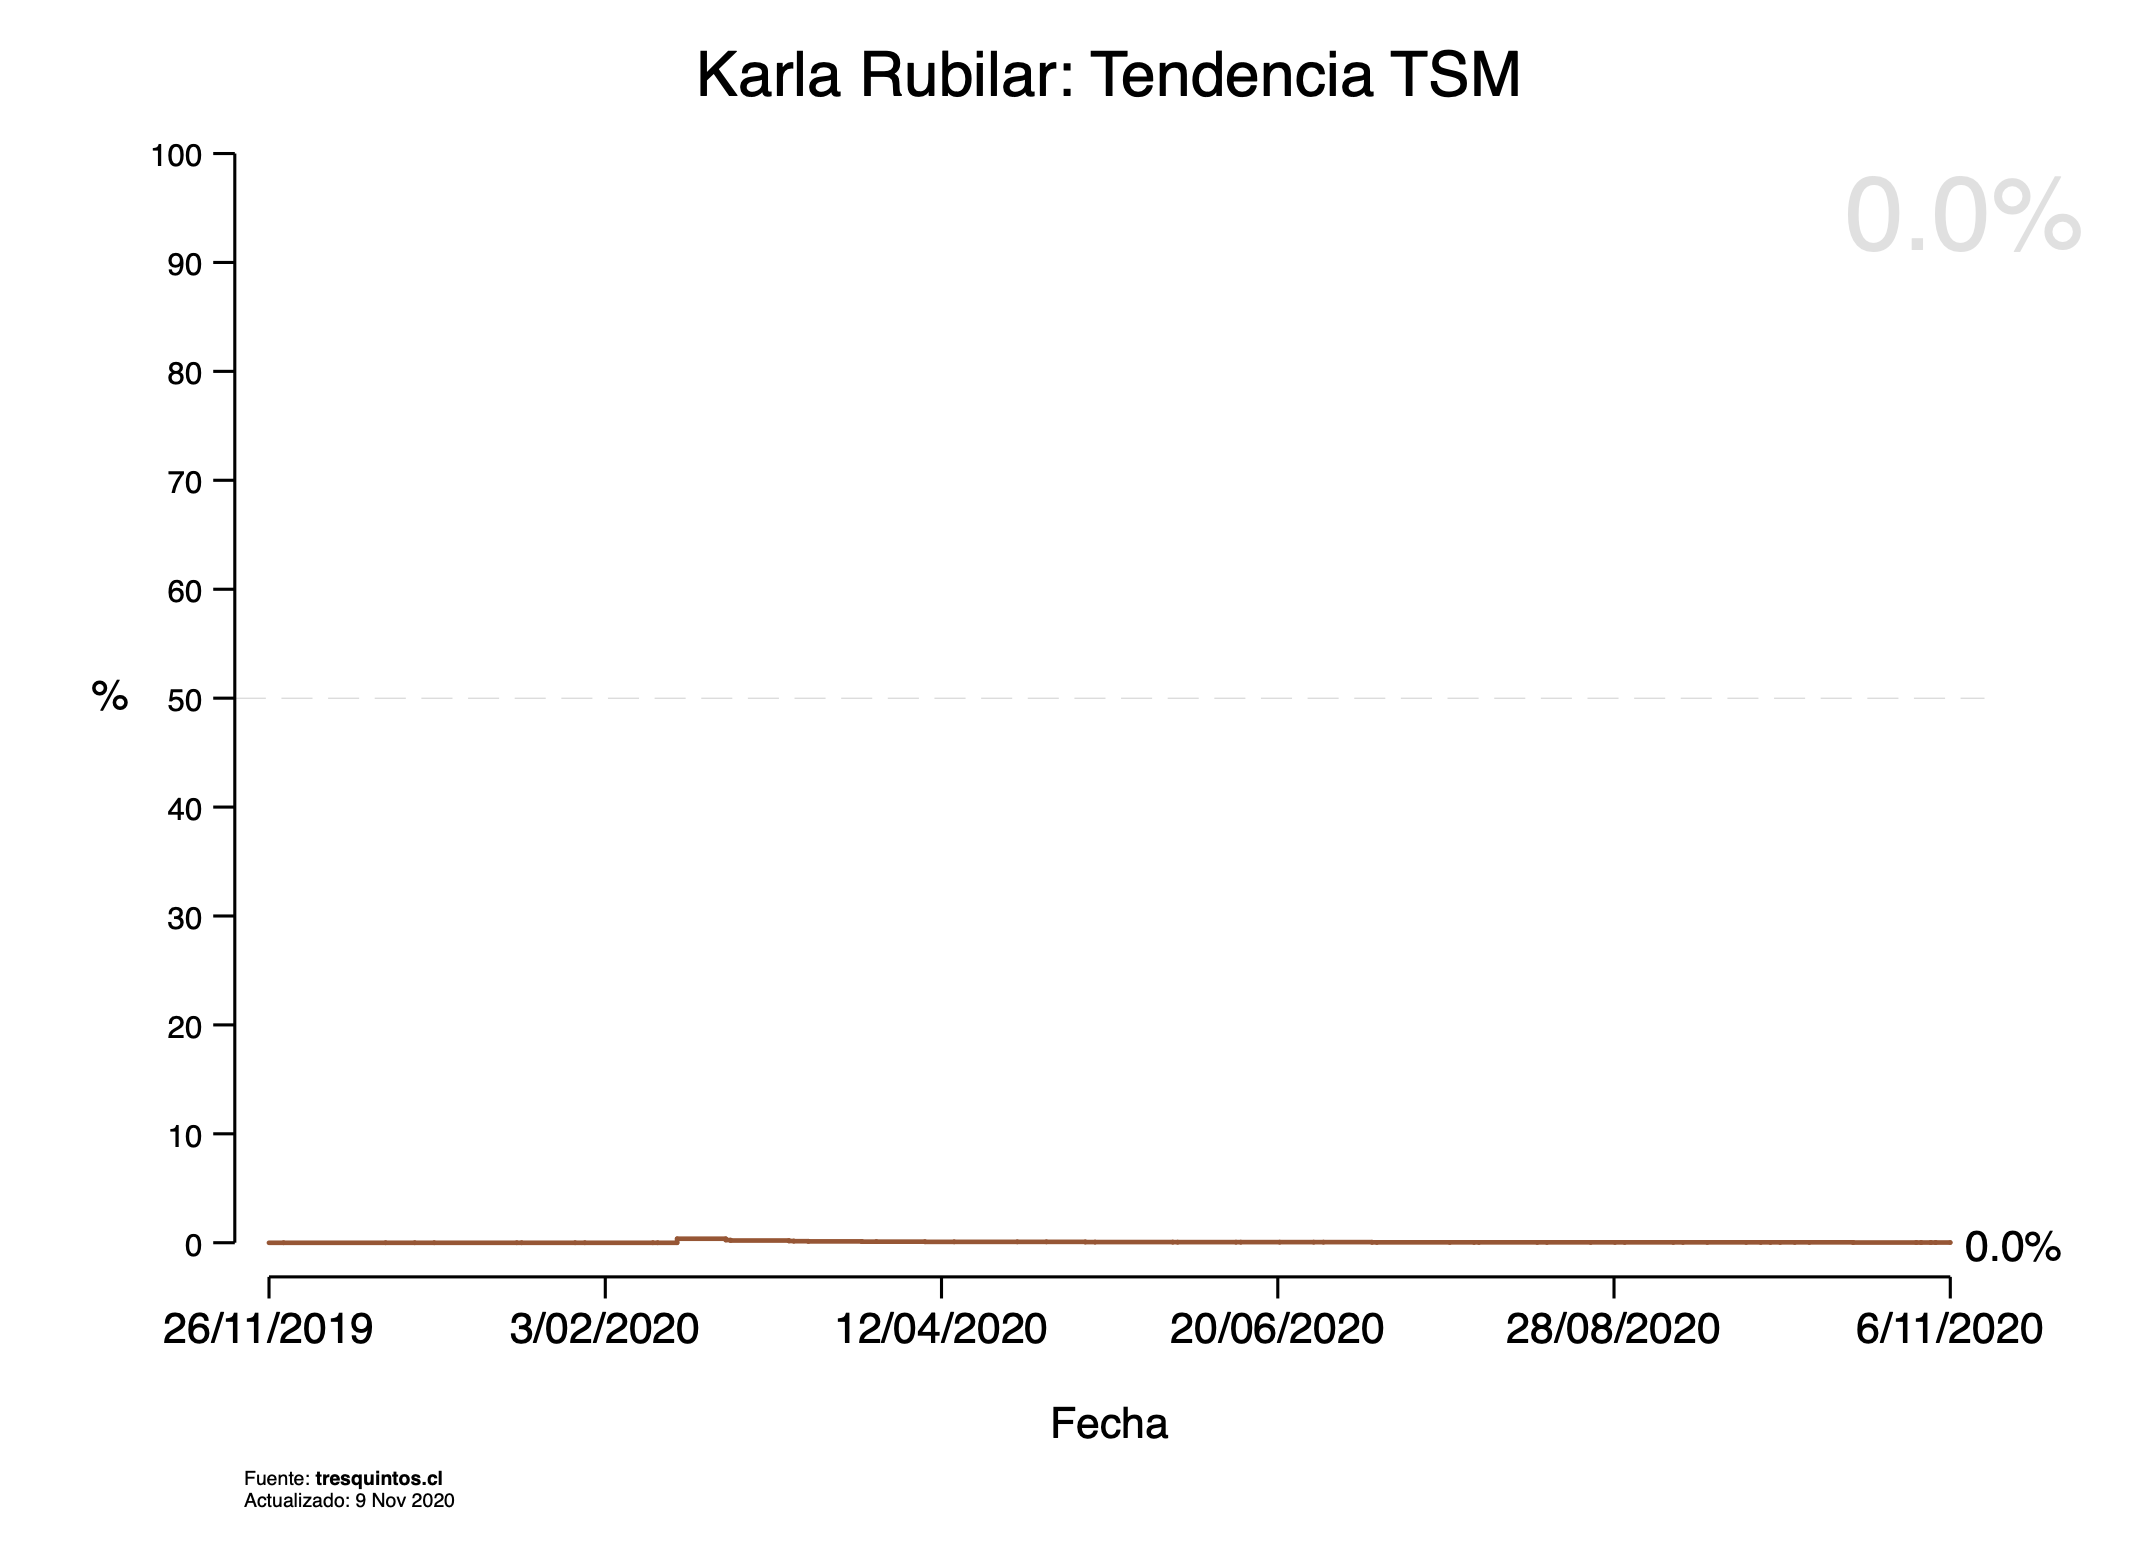 Karla Rubilar: Tendencia TSM
0.0%
100
90
80
70
60
50
40
30
20
10
0
%
0.0%
26/11/2019 3/02/2020 12/04/2020 20/06/2020 28/08/2020 6/11/2020
Fecha
Fuente: tresquintos.cl
Actualizado: 9 Nov 2020